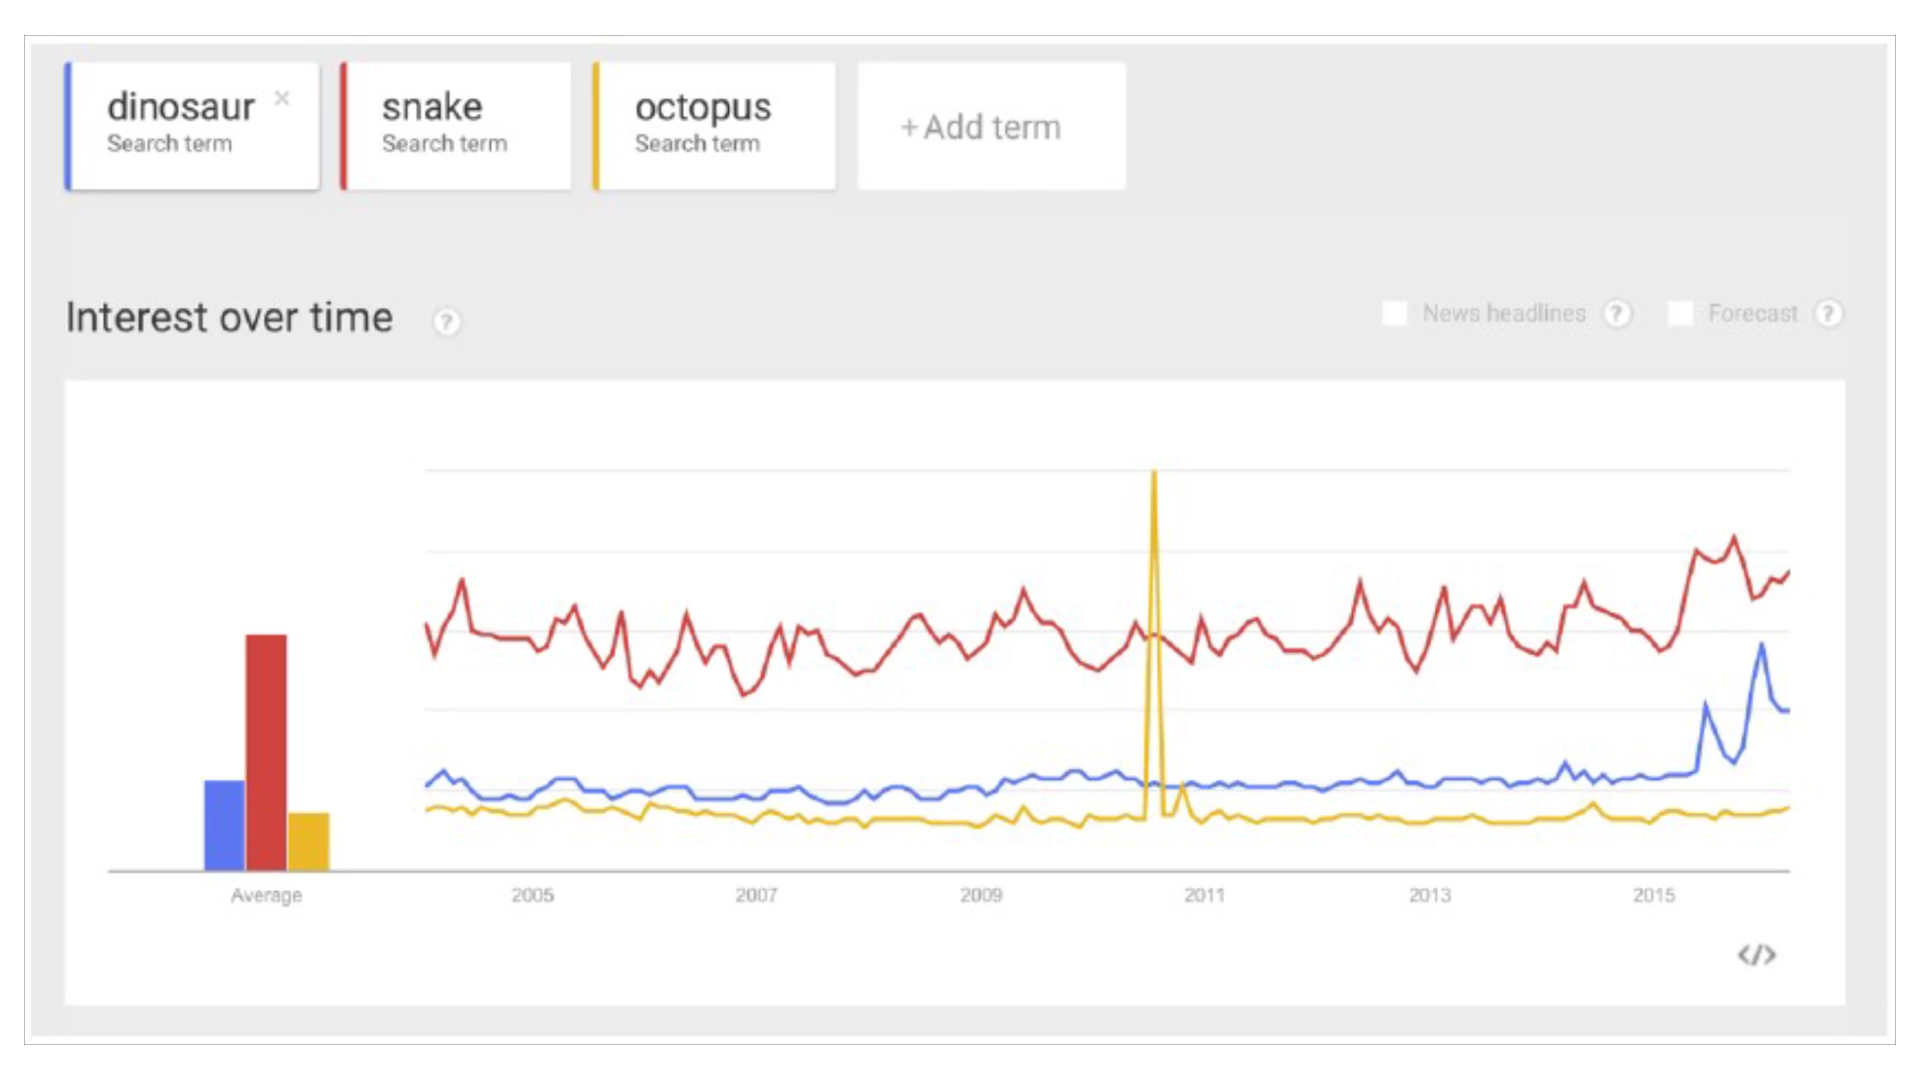 dinosaur ×
Search term
snake
Search term
octopus
Search term
+Add term
Interest over time ?
News headlines ?
Forecast ?
Average
2005
2007
2009
2011
2013
2015
</>